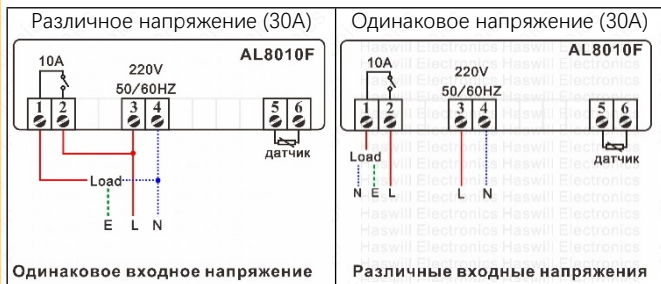 Различное напряжение (30A)
AL8010F
10A
220V
50/60HZ
1 2 3 4 5 6
датчик
Load
E L N
Одинаковое входное напряжение
Одинаковое напряжение (30A)
AL8010F
10A
220V
50/60HZ
1 2 3 4 5 6
датчик
Load
N E L L N
Различные входные напряжения
Haswill Electronics Haswill Electronics